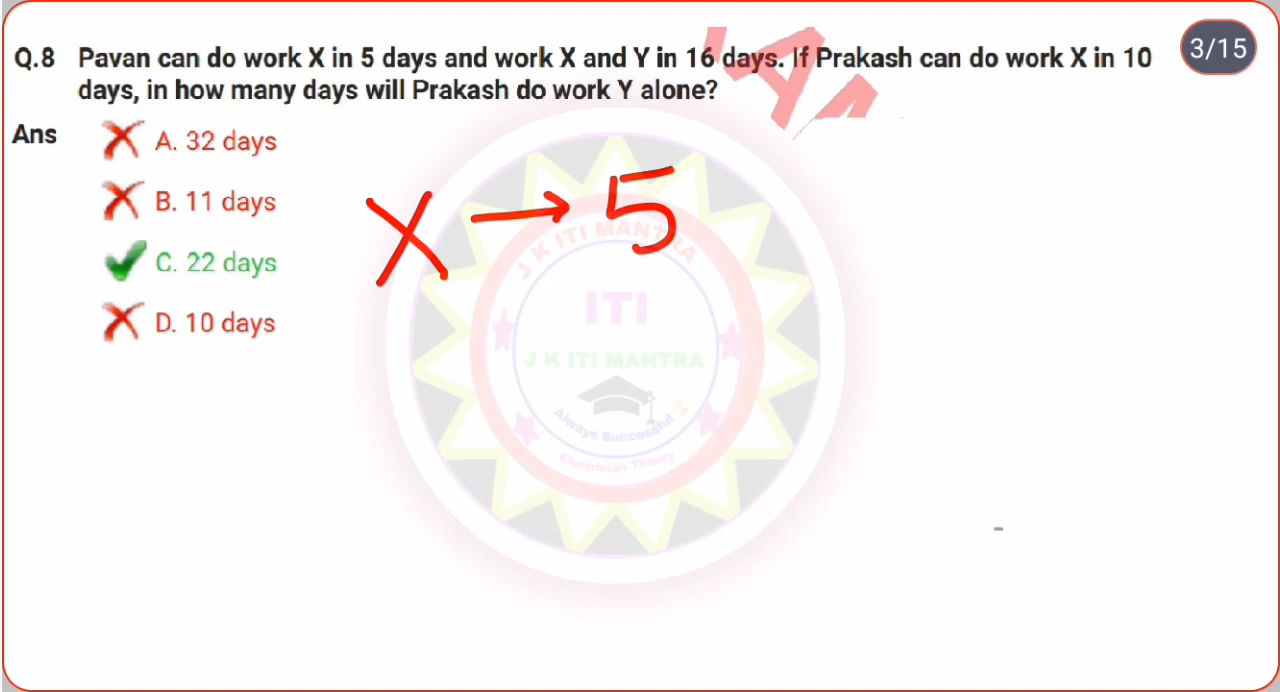 3/15
Q.8 Pavan can do work X in 5 days and work X and Y in 16 days. If Prakash can do work X in 10
days, in how many days will Prakash do work Y alone?
Ans
A. 32 days
B. 11 days
C. 22 days
D. 10 days
X → 5
J K ITI MANTRA
ITI
J K ITI MANTRA
Always Successful
Electrician Theory